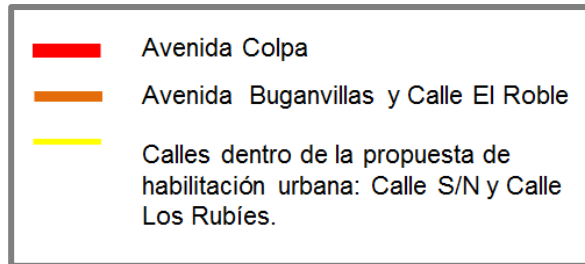 Avenida Colpa
Avenida Buganvillas y Calle El Roble
Calles dentro de la propuesta de
habilitación urbana: Calle S/N y Calle
Los Rubíes.